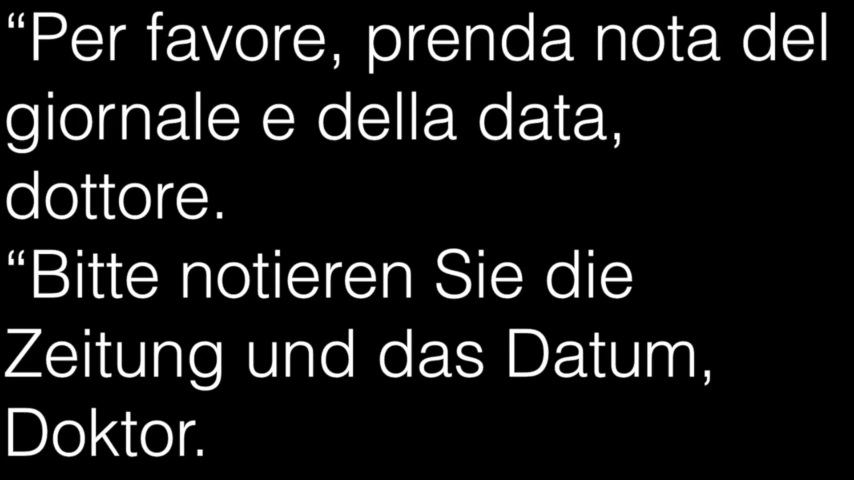 “Per favore, prenda nota del
giornale e della data,
dottore.
“Bitte notieren Sie die
Zeitung und das Datum,
Doktor.